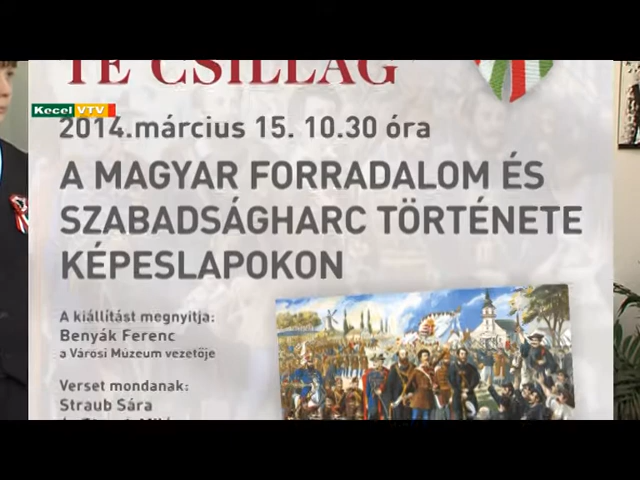 TE CSILLAG
Kecel VTV
2014.március 15. 10.30 óra
A MAGYAR FORRADALOM ÉS
SZABADSÁGHARC TÖRTÉNETE
KÉPESLAPOKON
A kiállítást megnyitja:
Benyák Ferenc
a Városi Múzeum vezetője
Verset mondanak:
Straub Sára